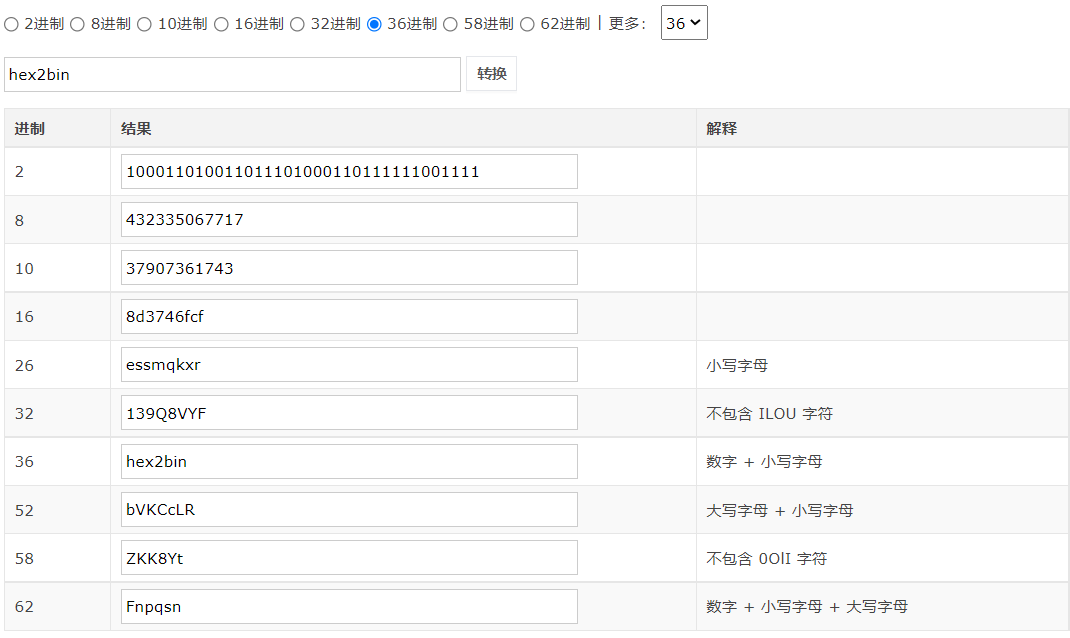 2进制 8进制 10进制 16进制 32进制 36进制 58进制 62进制 | 更多： 36
hex2bin 转换
进制 结果 解释
2 100011010011011101000110111111001111
8 432335067717
10 37907361743
16 8d3746fcf
26 essmqkxr 小写字母
32 139Q8VYF 不包含 ILOU 字符
36 hex2bin 数字 + 小写字母
52 bVKCcLR 大写字母 + 小写字母
58 ZKK8Yt 不包含 0OlI 字符
62 Fnpqsn 数字 + 小写字母 + 大写字母